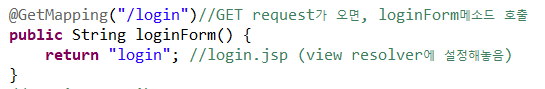 @GetMapping("/login")//GET request가 오면, loginForm메소드 호출
public String loginForm() {
return "login"; //login.jsp (view resolver에 설정해놓음)
}